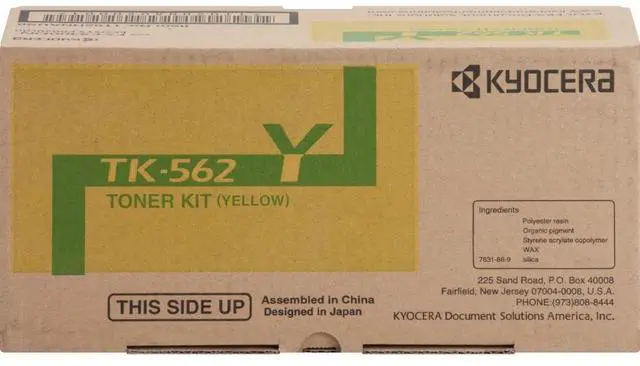 KYOCERA
TK-562 Y
TONER KIT (YELLOW)
Ingredients
Polyester resin
Organic pigment
Styrene acrylate copolymer
WAX
7631-86-9 silica
225 Sand Road, P.O. Box 40008
Fairfield, New Jersey 07004-0008, U.S.A.
PHONE:(973)808-8444
KYOCERA Document Solutions America, Inc.
THIS SIDE UP
Assembled in China
Designed in Japan